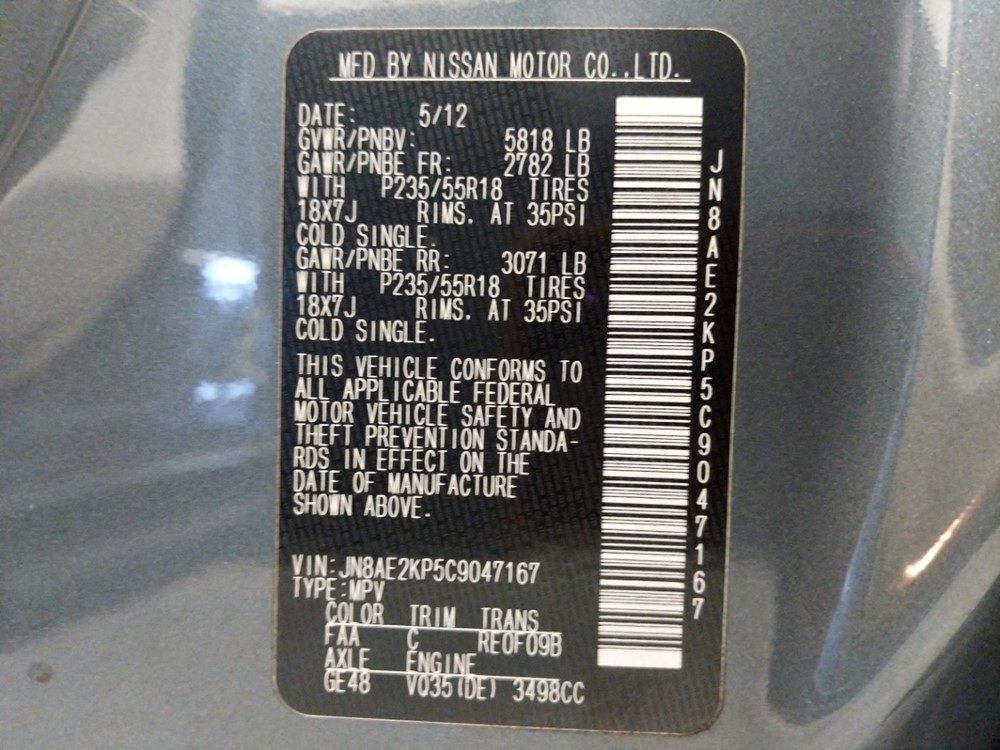 MFD BY NISSAN MOTOR CO.,LTD.
DATE: 5/12
GVWR/PNBV: 5818 LB
GAWR/PNBE FR: 2782 LB
WITH P235/55R18 TIRES
18X7J RIMS. AT 35PSI
COLD SINGLE.
GAWR/PNBE RR: 3071 LB
WITH P235/55R18 TIRES
18X7J RIMS. AT 35PSI
COLD SINGLE.
THIS VEHICLE CONFORMS TO
ALL APPLICABLE FEDERAL
MOTOR VEHICLE SAFETY AND
THEFT PREVENTION STANDA-
RDS IN EFFECT ON THE
DATE OF MANUFACTURE
SHOWN ABOVE.
VIN:JN8AE2KP5C9047167
TYPE:MPV
COLOR TRIM TRANS
FAA C RE0F09B
AXLE ENGINE
GE48 VQ35(DE) 3498CC
JN8AE2KP5C9047167